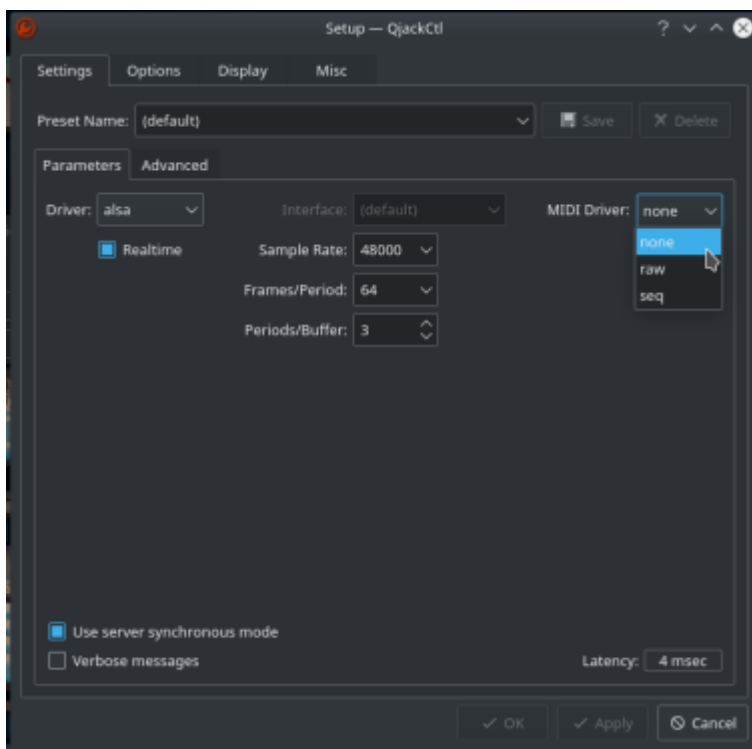 Setup — QjackCtl
Settings Options Display Misc
Preset Name: (default) Save Delete
Parameters Advanced
Driver: alsa Interface: (default) MIDI Driver: none
none
Realtime Sample Rate: 48000
raw
Frames/Period: 64
seq
Periods/Buffer: 3
Use server synchronous mode
Verbose messages Latency: 4 msec
OK Apply Cancel